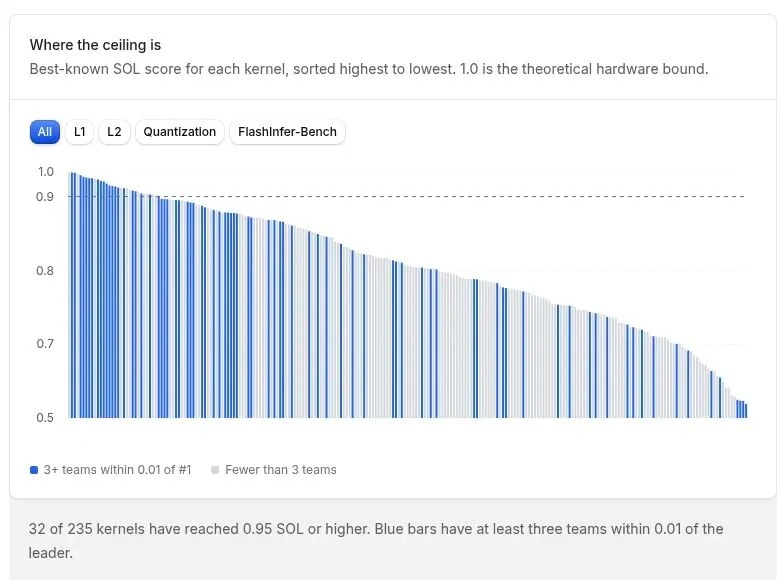 Where the ceiling is
Best-known SOL score for each kernel, sorted highest to lowest. 1.0 is the theoretical hardware bound.
All L1 L2 Quantization FlashInfer-Bench
1.0
0.9
0.8
0.7
0.5
3+ teams within 0.01 of #1 Fewer than 3 teams
32 of 235 kernels have reached 0.95 SOL or higher. Blue bars have at least three teams within 0.01 of the
leader.